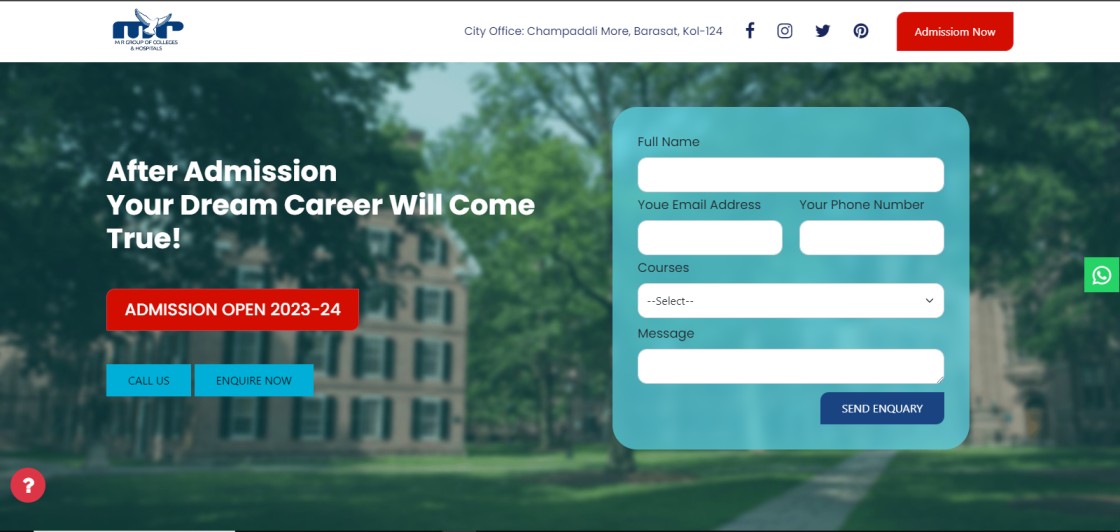 mrp
M R GROUP OF COLLEGES
& HOSPITALS
City Office: Champadali More, Barasat, Kol-124
Admissiom Now
After Admission
Your Dream Career Will Come
True!
ADMISSION OPEN 2023-24
CALL US
ENQUIRE NOW
Full Name
Youe Email Address
Your Phone Number
Courses
--Select--
Message
SEND ENQUARY
?